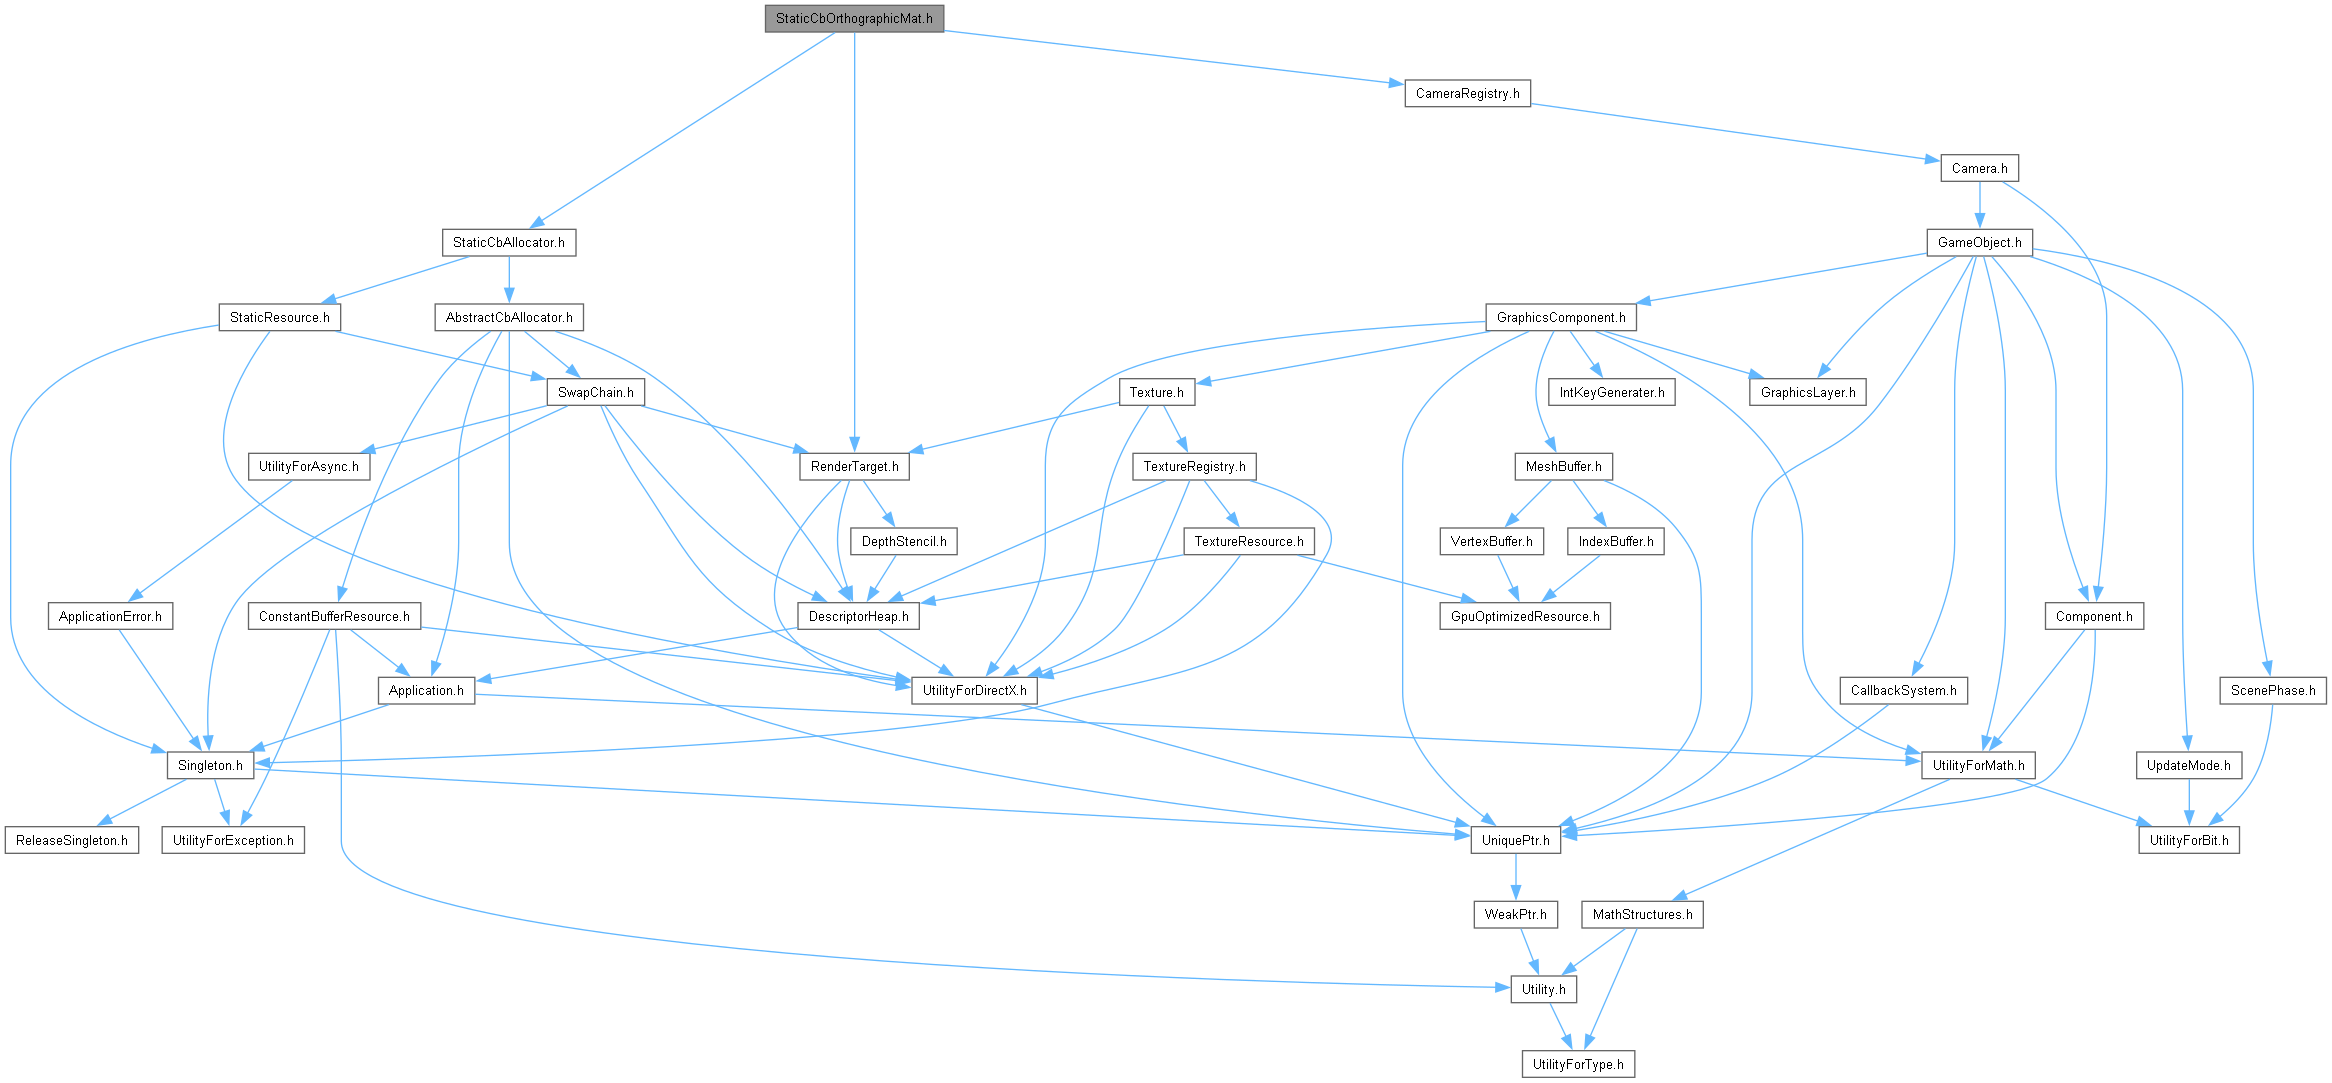 StaticCbOrthographicMat.h
CameraRegistry.h
Camera.h
StaticCbAllocator.h
GameObject.h
StaticResource.h
AbstractCbAllocator.h
GraphicsComponent.h
SwapChain.h
Texture.h
IntKeyGenerater.h
GraphicsLayer.h
UtilityForAsync.h
RenderTarget.h
TextureRegistry.h
MeshBuffer.h
DepthStencil.h
TextureResource.h
VertexBuffer.h
IndexBuffer.h
ApplicationError.h
ConstantBufferResource.h
DescriptorHeap.h
GpuOptimizedResource.h
Component.h
Application.h
UtilityForDirectX.h
CallbackSystem.h
ScenePhase.h
Singleton.h
UtilityForMath.h
UpdateMode.h
ReleaseSingleton.h
UtilityForException.h
UniquePtr.h
UtilityForBit.h
WeakPtr.h
MathStructures.h
Utility.h
UtilityForType.h